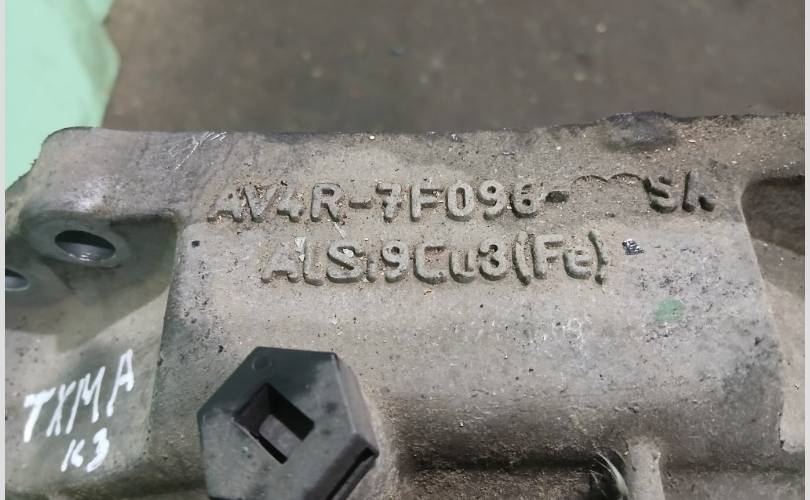 AV4R-7F096-
AlSi9Cu3(Fe)
TXMA
K3